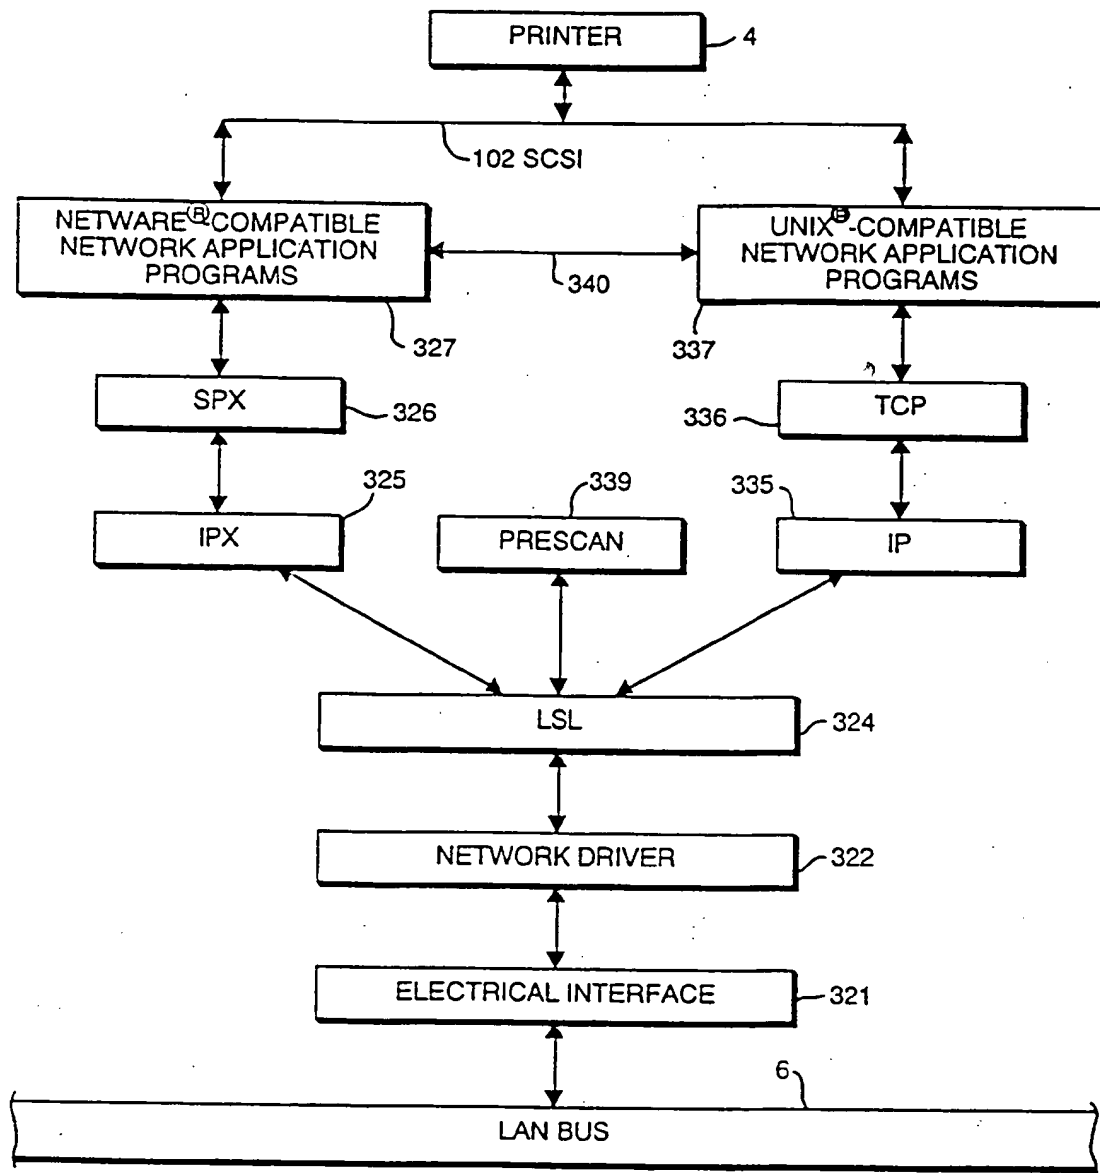 PRINTER
4
102 SCSI
NETWARE®-COMPATIBLE
NETWORK APPLICATION
PROGRAMS
UNIX®-COMPATIBLE
NETWORK APPLICATION
PROGRAMS
340
327
337
SPX
326
TCP
336
325
339
335
IPX
PRESCAN
IP
LSL
324
NETWORK DRIVER
322
ELECTRICAL INTERFACE
321
6
LAN BUS